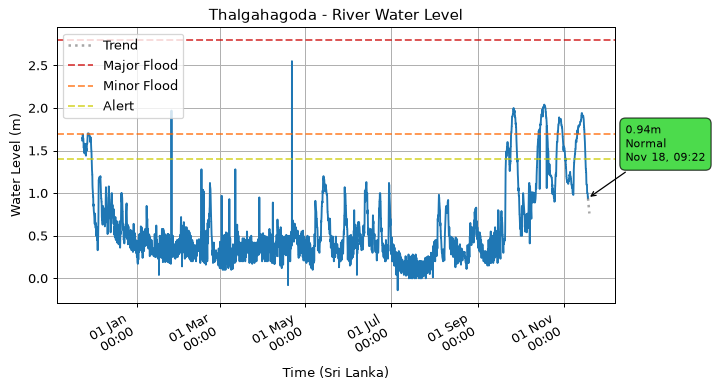 Thalgahagoda - River Water Level
Trend
Major Flood
Minor Flood
Alert
Water Level (m)
2.5
2.0
1.5
1.0
0.5
0.0
0.94m
Normal
Nov 18, 09:22
01 Jan
00:00
01 Mar
00:00
01 May
00:00
01 Jul
00:00
01 Sep
00:00
01 Nov
00:00
Time (Sri Lanka)